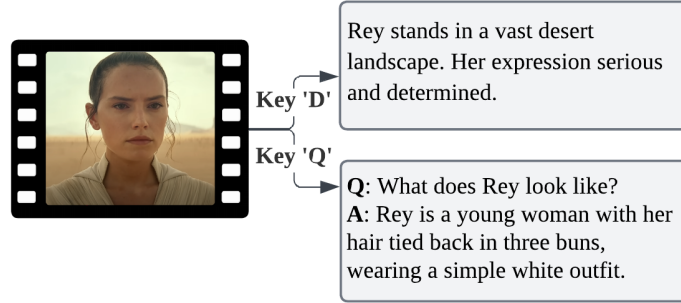 Key 'D'
Rey stands in a vast desert
landscape. Her expression serious
and determined.
Key 'Q'
Q: What does Rey look like?
A: Rey is a young woman with her
hair tied back in three buns,
wearing a simple white outfit.